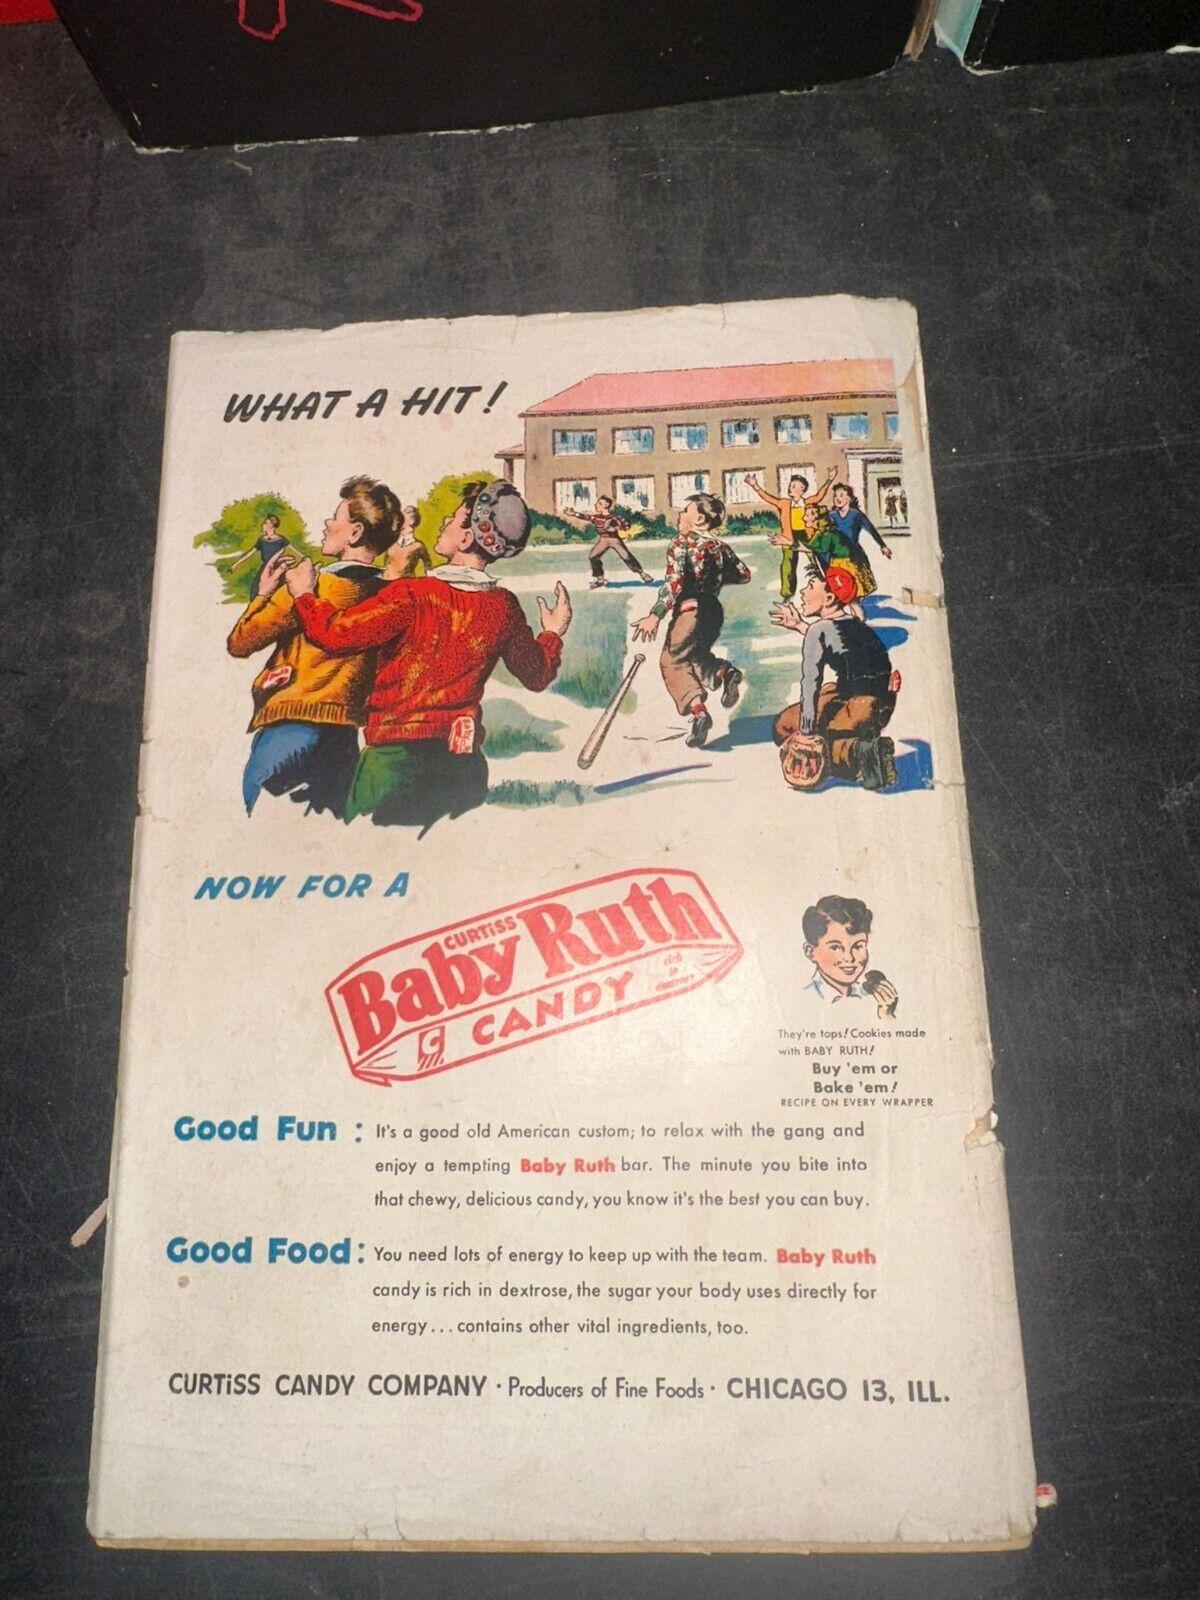 WHAT A HIT!
NOW FOR A
CURTiSS
Baby Ruth
CANDY
rich
in
dextrose
C
They're tops! Cookies made
with BABY RUTH!
Buy 'em or
Bake 'em!
RECIPE ON EVERY WRAPPER
Good Fun : It's a good old American custom; to relax with the gang and
enjoy a tempting Baby Ruth bar. The minute you bite into
that chewy, delicious candy, you know it's the best you can buy.
Good Food : You need lots of energy to keep up with the team. Baby Ruth
candy is rich in dextrose, the sugar your body uses directly for
energy... contains other vital ingredients, too.
CURTiSS CANDY COMPANY • Producers of Fine Foods • CHICAGO 13, ILL.